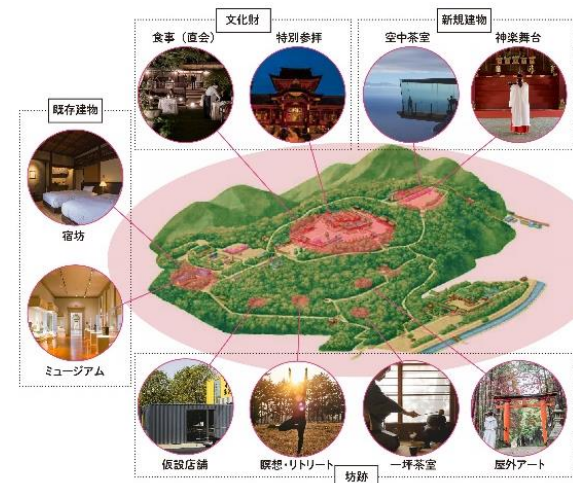 文化財
新規建物
食事（直会）
特別参拝
空中茶室
神楽舞台
既存建物
宿坊
ミュージアム
仮設店舗
瞑想・リトリート
一坪茶室
屋外アート
坊跡